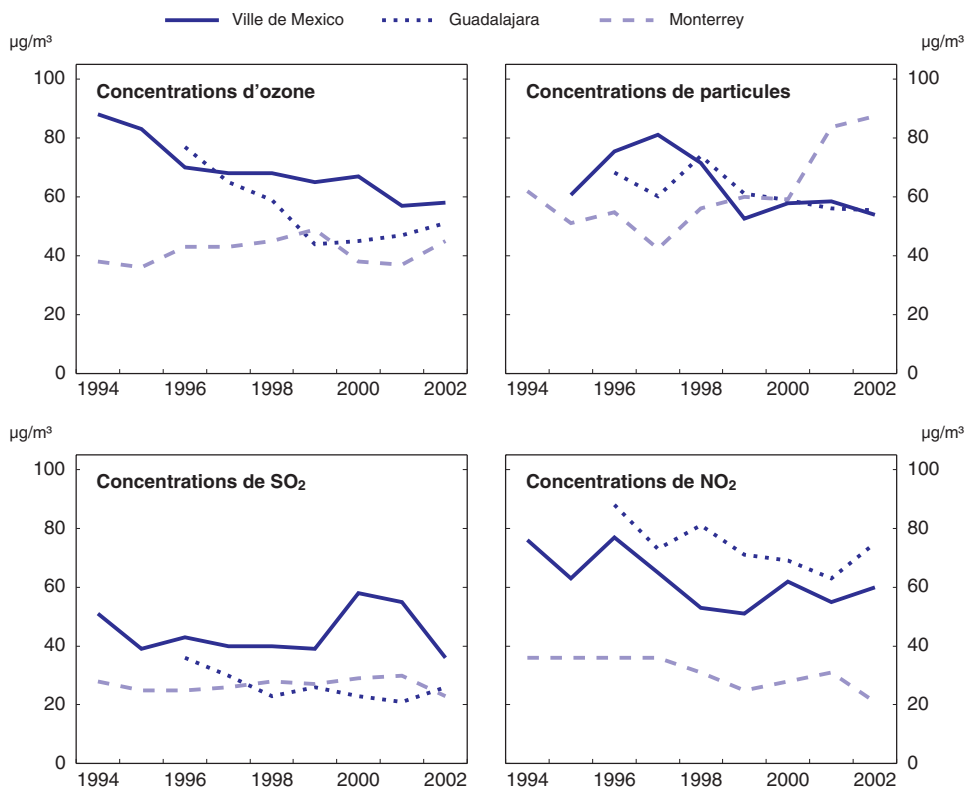 Ville de Mexico Guadalajara Monterrey
µg/m³ µg/m³
Concentrations d'ozone
100
80
60
40
20
0
1994 1996 1998 2000 2002
Concentrations de particules
100
80
60
40
20
0
1994 1996 1998 2000 2002
µg/m³ µg/m³
Concentrations de SO₂
100
80
60
40
20
0
1994 1996 1998 2000 2002
Concentrations de NO₂
100
80
60
40
20
0
1994 1996 1998 2000 2002